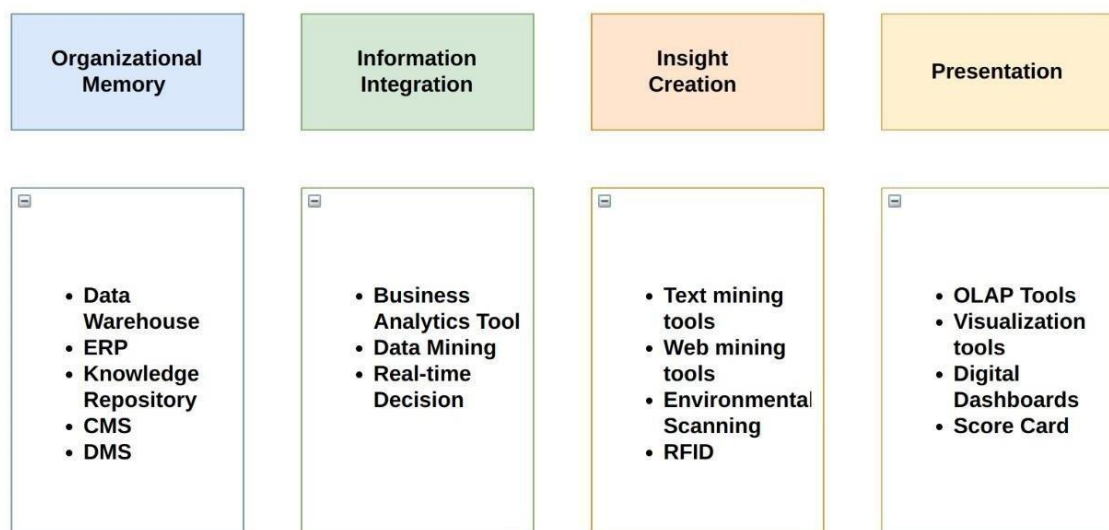 Organizational
Memory
Information
Integration
Insight
Creation
Presentation
• Data
Warehouse
• ERP
• Knowledge
Repository
• CMS
• DMS
• Business
Analytics Tool
• Data Mining
• Real-time
Decision
• Text mining
tools
• Web mining
tools
• Environmental
Scanning
• RFID
• OLAP Tools
• Visualization
tools
• Digital
Dashboards
• Score Card